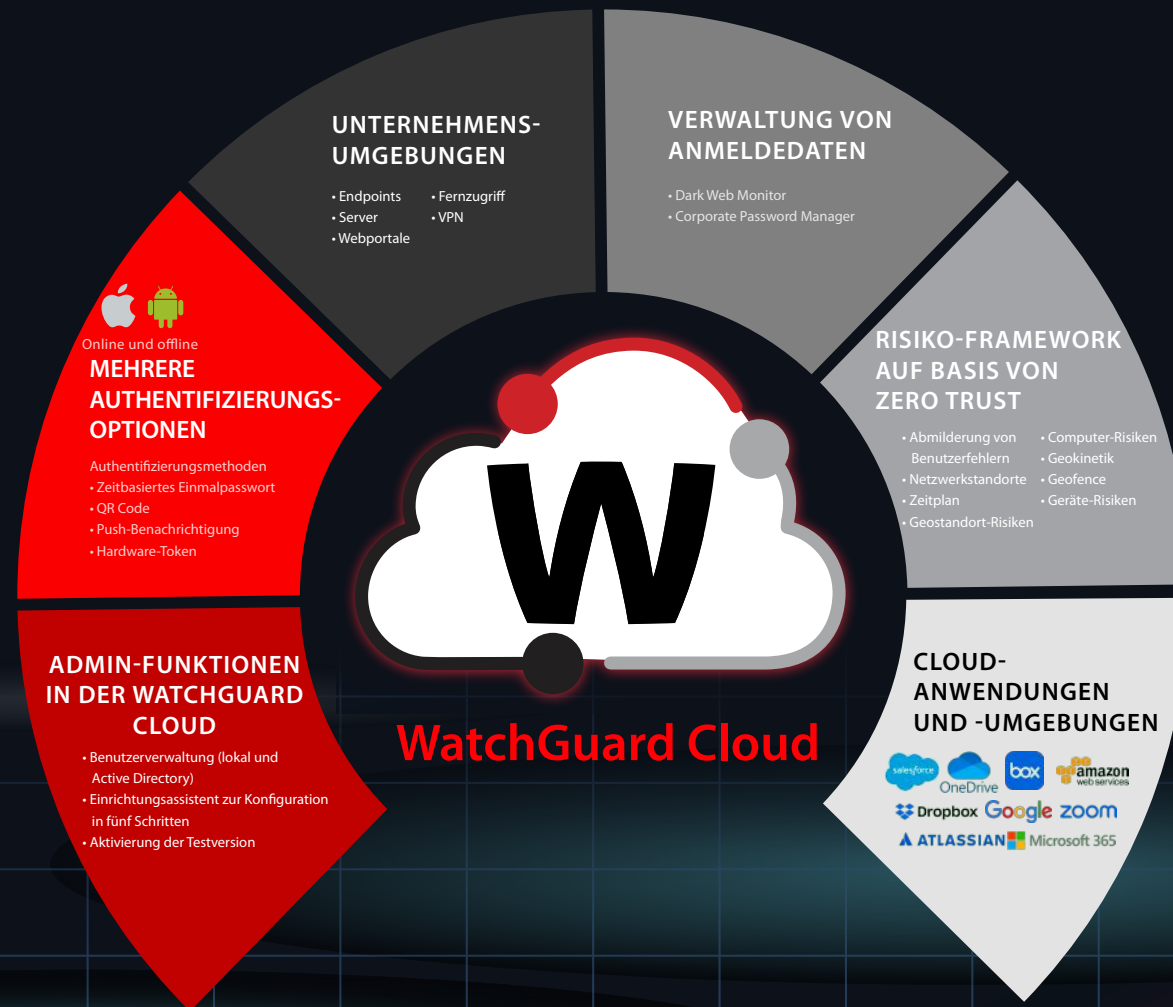 UNTERNEHMENS-
UMGEBUNGEN
• Endpoints
• Server
• Webportale
• Fernzugriff
• VPN
VERWALTUNG VON
ANMELDEDATEN
• Dark Web Monitor
• Corporate Password Manager
Online und offline
MEHRERE
AUTHENTIFIZIERUNGS-
OPTIONEN
Authentifizierungsmethoden
• Zeitbasiertes Einmalpasswort
• QR Code
• Push-Benachrichtigung
• Hardware-Token
RISIKO-FRAMEWORK
AUF BASIS VON
ZERO TRUST
• Abmilderung von
Benutzerfehlern
• Netzwerkstandorte
• Zeitplan
• Geostandort-Risiken
• Computer-Risiken
• Geokinetik
• Geofence
• Geräte-Risiken
W
WatchGuard Cloud
ADMIN-FUNKTIONEN
IN DER WATCHGUARD
CLOUD
• Benutzerverwaltung (lokal und
Active Directory)
• Einrichtungsassistent zur Konfiguration
in fünf Schritten
• Aktivierung der Testversion
CLOUD-
ANWENDUNGEN
UND -UMGEBUNGEN
salesforce
OneDrive
box
amazon
web services
Dropbox
Google
zoom
ATLASSIAN
Microsoft 365